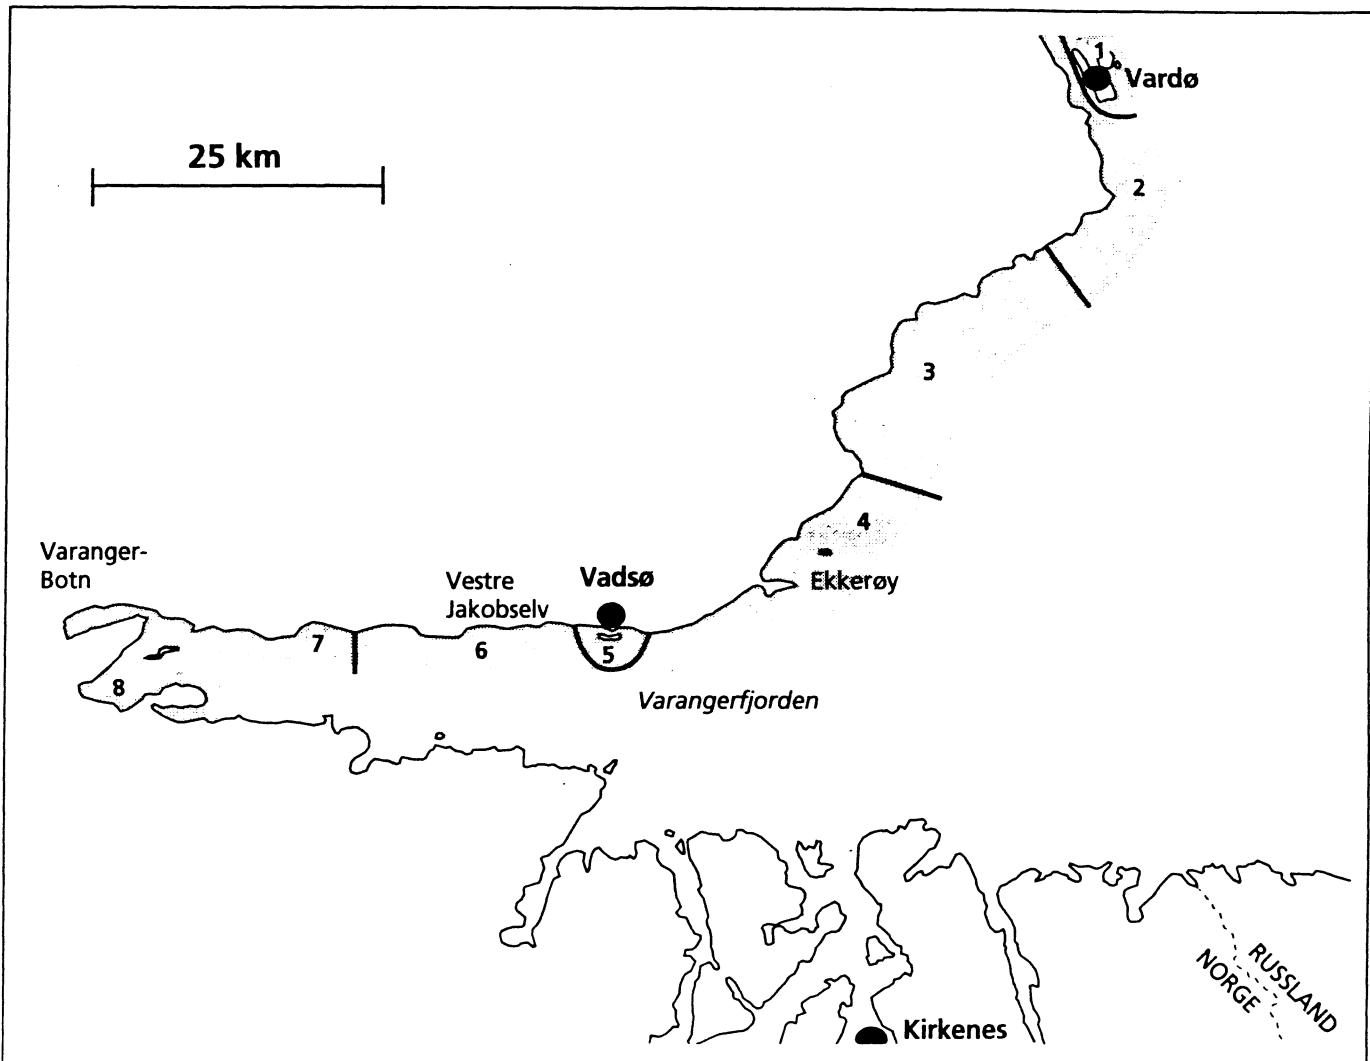 1
Vardø
25 km
2
3
4
Varanger-
Botn
Ekkerøy
Vestre
Jakobselv
Vadsø
7
6
5
8
Varangerfjorden
RUSSLAND
NORGE
Kirkenes